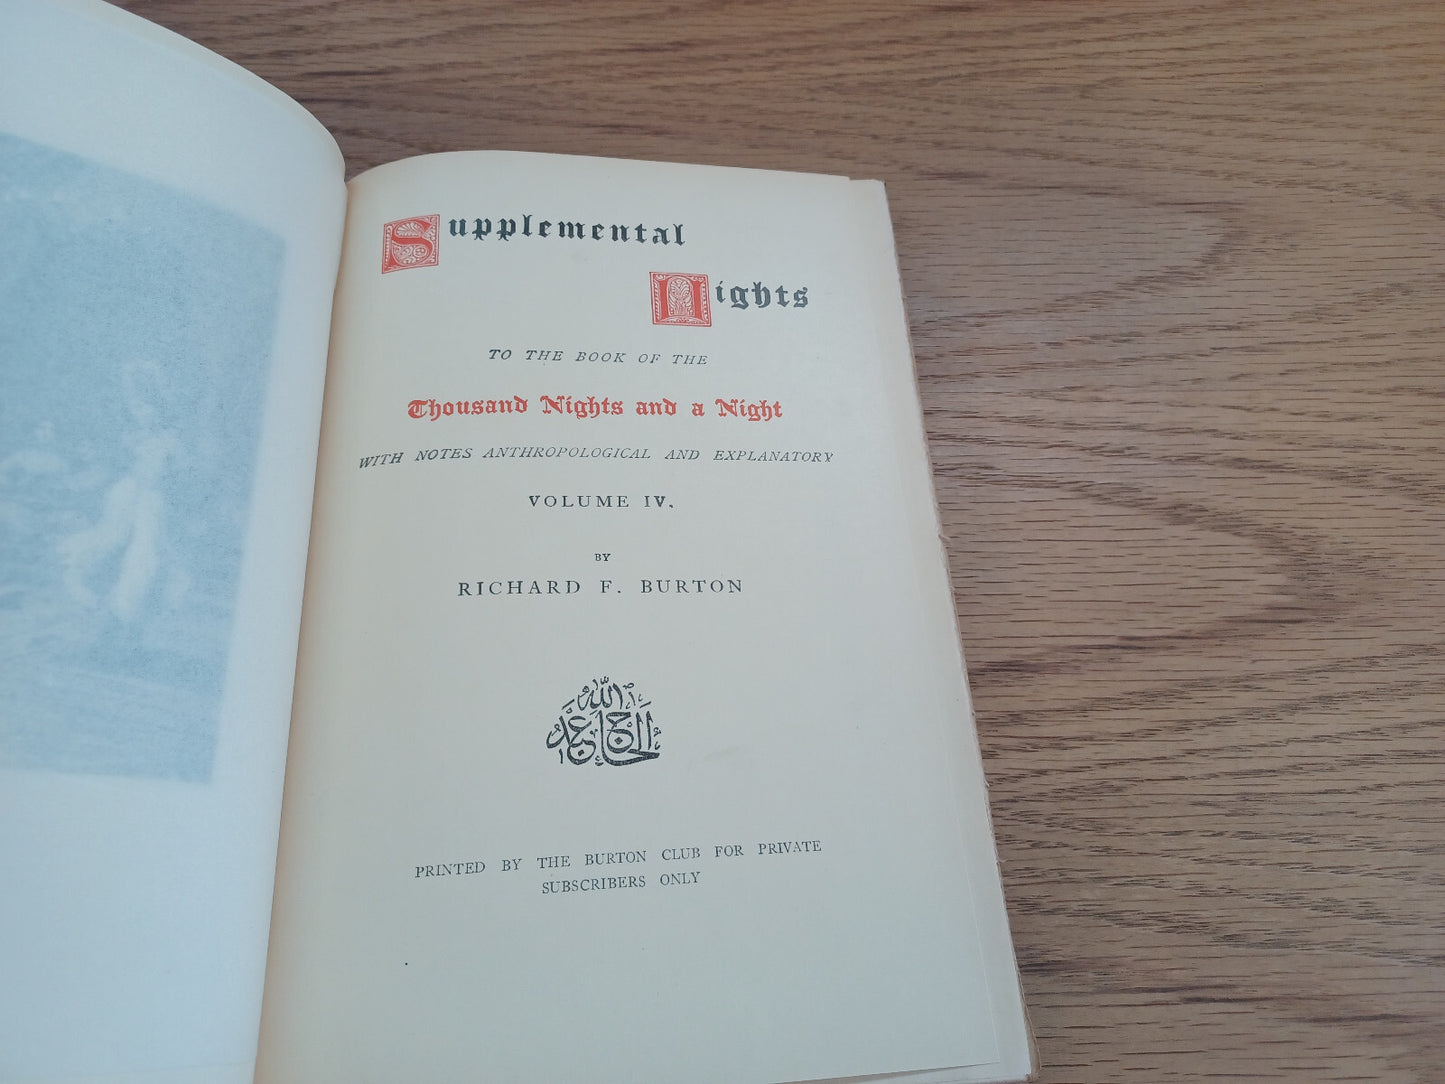 Supplemental
Nights
TO THE BOOK OF THE
Thousand Nights and a Night
WITH NOTES ANTHROPOLOGICAL AND EXPLANATORY
VOLUME IV.
BY
RICHARD F. BURTON
الحاج عبد الله
PRINTED BY THE BURTON CLUB FOR PRIVATE
SUBSCRIBERS ONLY